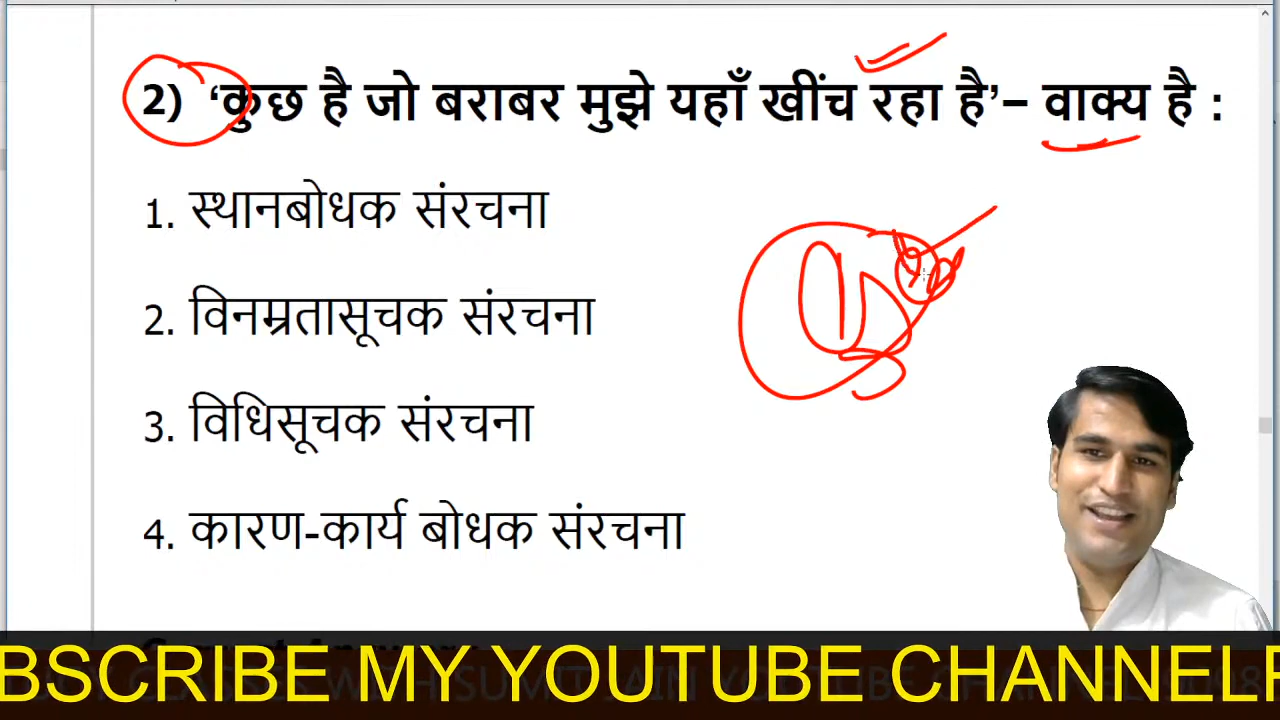 2) ‘कुछ है जो बराबर मुझे यहाँ खींच रहा है’– वाक्य है :
1. स्थानबोधक संरचना
2. विनम्रतासूचक संरचना
3. विधिसूचक संरचना
4. कारण-कार्य बोधक संरचना
BSCRIBE MY YOUTUBE CHANNEL